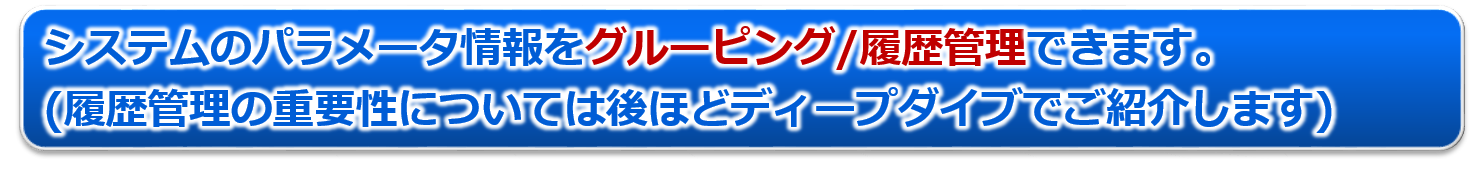 システムのパラメータ情報をグルーピング/履歴管理できます。
(履歴管理の重要性については後ほどディープダイブでご紹介します)